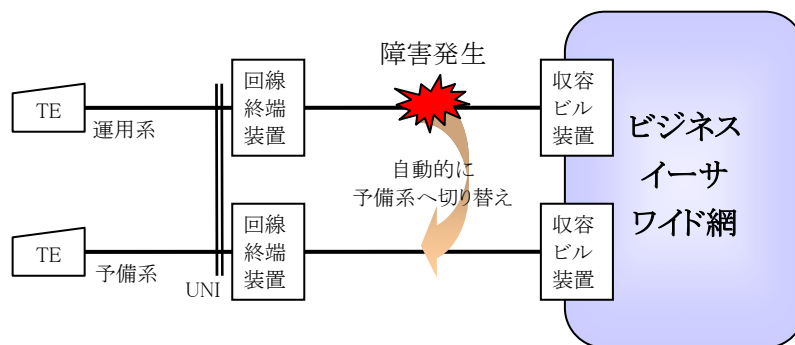 障害発生
TE
運用系
回線
終端
装置
収容
ビル
装置
ビジネス
イーサ
ワイド網
自動的に
予備系へ切り替え
TE
予備系
UNI
回線
終端
装置
収容
ビル
装置